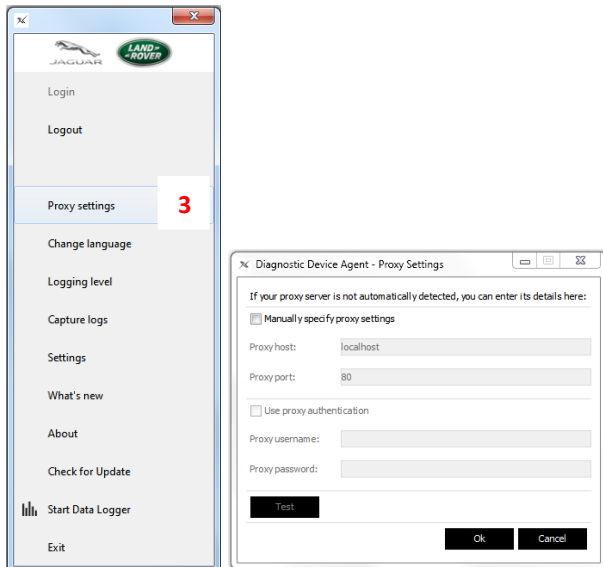 JAGUAR
LAND-
-ROVER
Login
Logout
Proxy settings
3
Change language
Logging level
Capture logs
Settings
What's new
About
Check for Update
Start Data Logger
Exit
Diagnostic Device Agent - Proxy Settings
If your proxy server is not automatically detected, you can enter its details here:
Manually specify proxy settings
Proxy host: localhost
Proxy port: 80
Use proxy authentication
Proxy username:
Proxy password:
Test
Ok Cancel